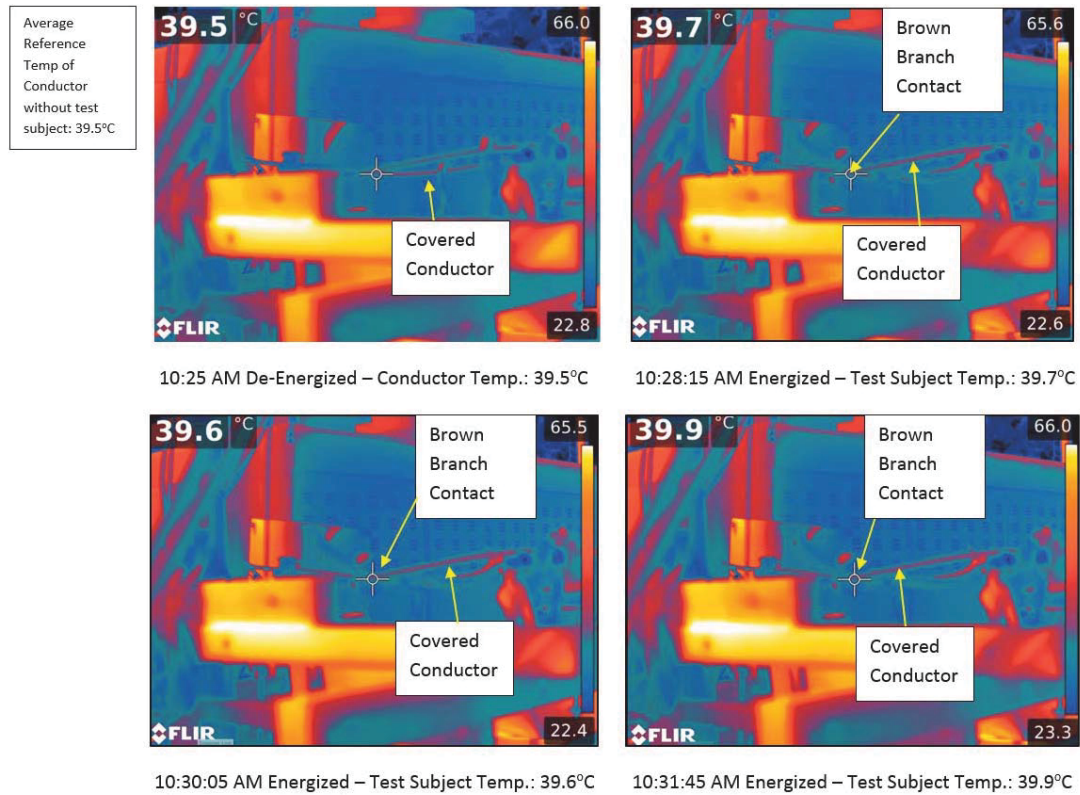 Average
Reference
Temp of
Conductor
without test
subject: 39.5°C
39.5 °C
66.0
Covered
Conductor
FLIR
22.8
10:25 AM De-Energized – Conductor Temp.: 39.5°C
39.7 °C
65.6
Brown
Branch
Contact
Covered
Conductor
FLIR
22.6
10:28:15 AM Energized – Test Subject Temp.: 39.7°C
39.6 °C
65.5
Brown
Branch
Contact
Covered
Conductor
FLIR
22.4
10:30:05 AM Energized – Test Subject Temp.: 39.6°C
39.9 °C
66.0
Brown
Branch
Contact
Covered
Conductor
FLIR
23.3
10:31:45 AM Energized – Test Subject Temp.: 39.9°C